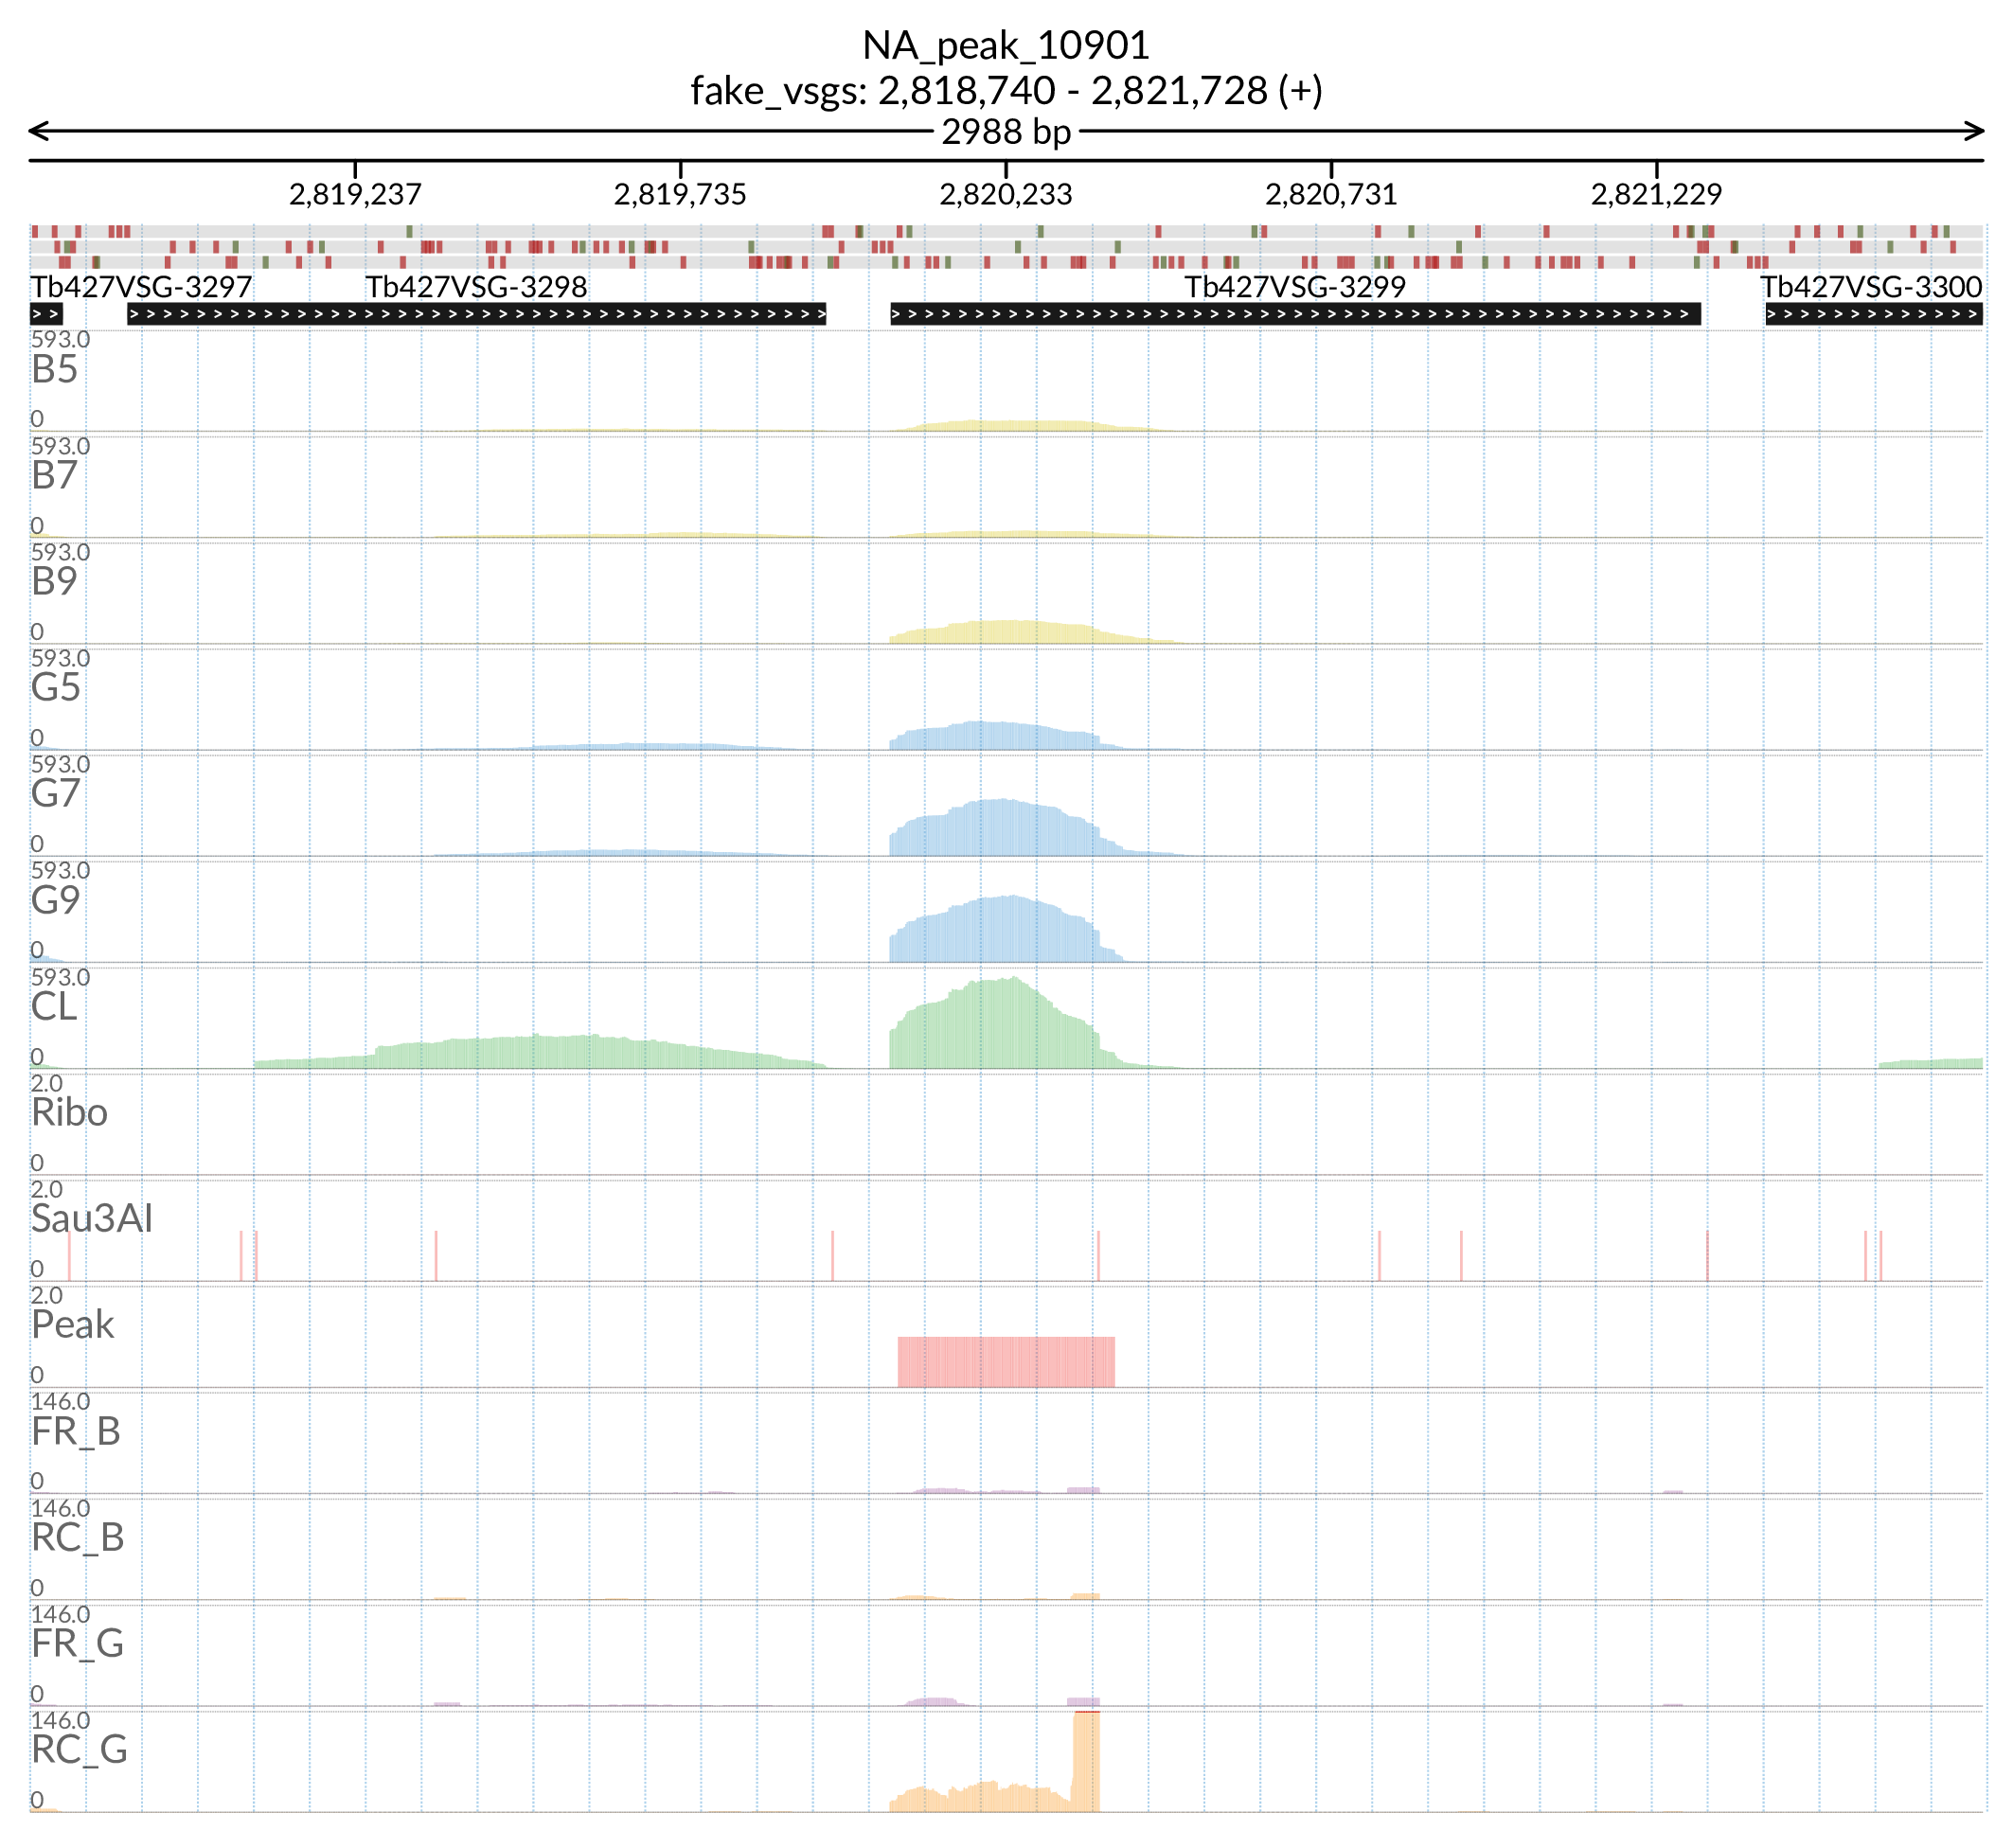 NA_peak_10901
fake_vsgs: 2,818,740 - 2,821,728 (+)
2988 bp
2,819,237 2,819,735 2,820,233 2,820,731 2,821,229
Tb427VSG-3297 Tb427VSG-3298 Tb427VSG-3299 Tb427VSG-3300
593.0
B5
0
593.0
B7
0
593.0
B9
0
593.0
G5
0
593.0
G7
0
593.0
G9
0
593.0
CL
0
2.0
Ribo
0
2.0
Sau3AI
0
2.0
Peak
0
146.0
FR_B
0
146.0
RC_B
0
146.0
FR_G
0
146.0
RC_G
0